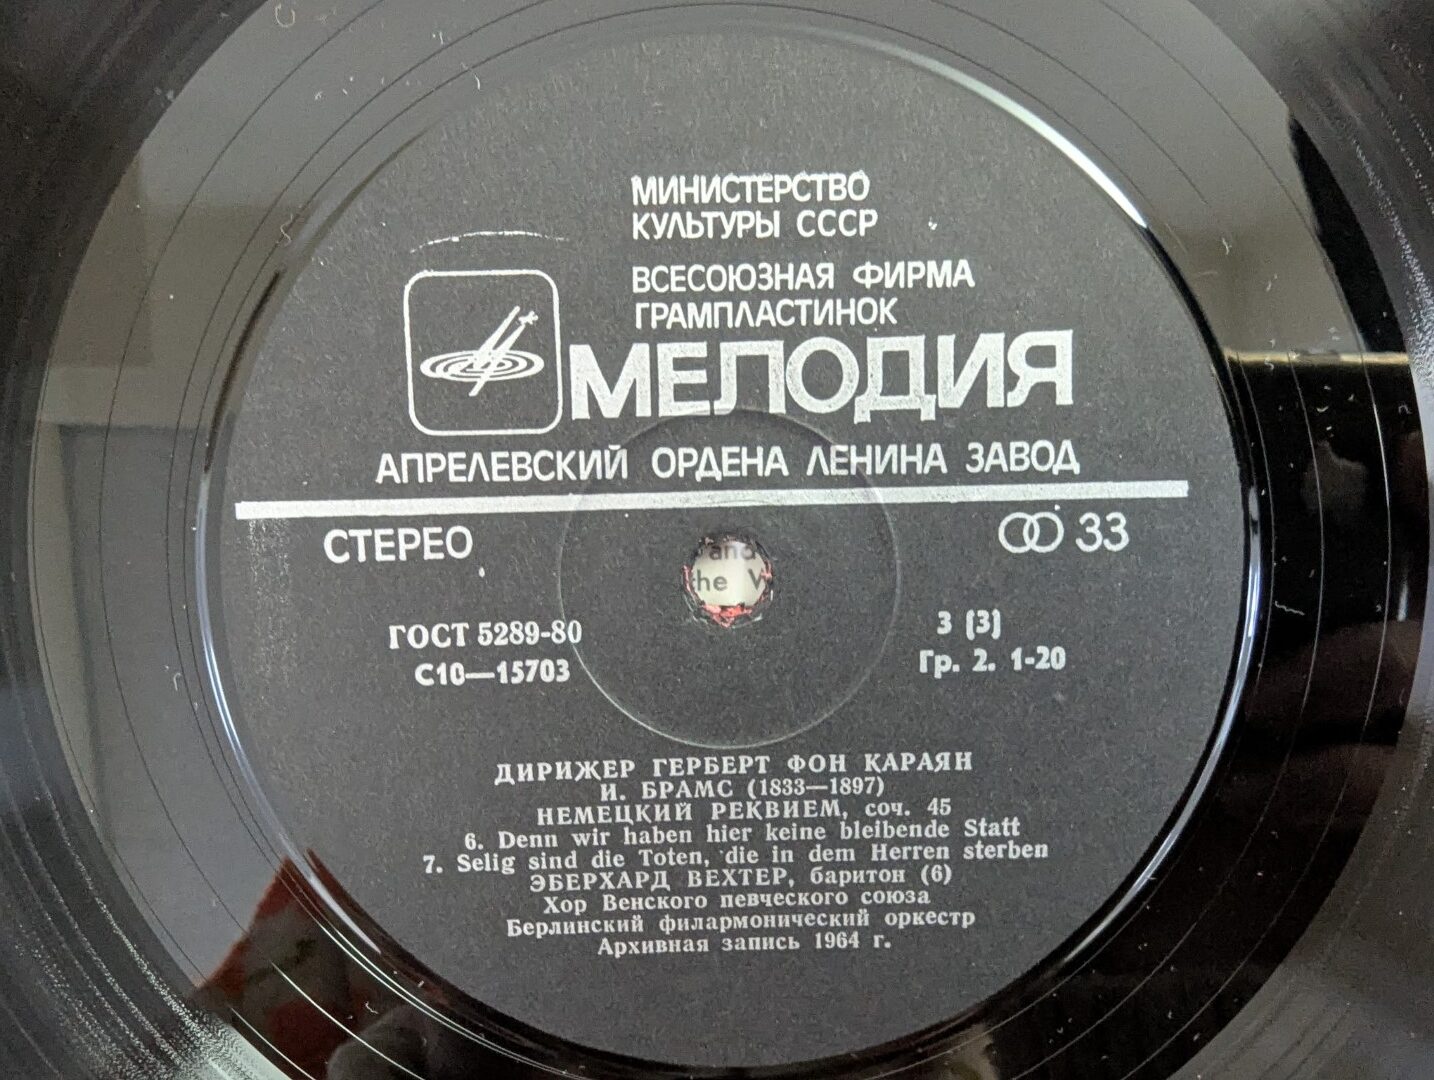 МИНИСТЕРСТВО
КУЛЬТУРЫ СССР
ВСЕСОЮЗНАЯ ФИРМА
ГРАМПЛАСТИНОК
МЕЛОДИЯ
АПРЕЛЕВСКИЙ ОРДЕНА ЛЕНИНА ЗАВОД
СТЕРЕО
33
and
the
ГОСТ 5289-80
С10—15703
3 (3)
Гр. 2. 1-20
ДИРИЖЕР ГЕРБЕРТ ФОН КАРАЯН
И. БРАМС (1833—1897)
НЕМЕЦКИЙ РЕКВИЕМ, соч. 45
6. Denn wir haben hier keine bleibende Statt
7. Selig sind die Toten, die in dem Herren sterben
ЭБЕРХАРД ВЕХТЕР, баритон (6)
Хор Венского певческого союза
Берлинский филармонический оркестр
Архивная запись 1964 г.